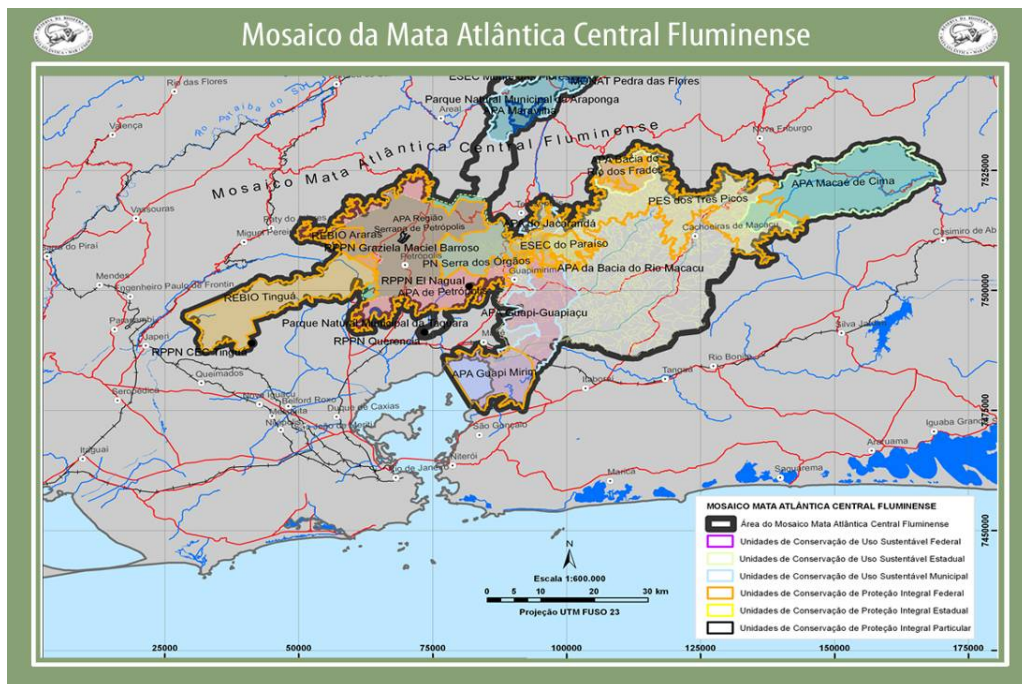 Mosaico da Mata Atlântica Central Fluminense
Rio das Flores
Parque Natural Municipal da Araponga
APA Maravilha
MONAT Pedra das Flores
Areal
Valença
Nova Friburgo
Mosaico Mata Atlântica Central Fluminense
APA Bacia do
Rio dos Frades
7525000
APA Macaé de Cima
PES dos Três Picos
Vassouras
APA Região
Serrana de Petrópolis
APA do Jacarandá
Cachoeiras de Macacu
REBIO Araras
RPPN Graziela Maciel Barroso
ESEC do Paraíso
Casimiro de Ab
Petrópolis
PN Serra dos Órgãos
APA da Bacia do Rio Macacu
Mendes
Guapimirim
Engenheiro Paulo de Frontin
RPPN El Nagual
APA de Petrópolis
7500000
REBIO Tinguá
APA Guapi-Guapiaçu
Paracambi
Parque Natural Municipal da Taquara
Silva Jardim
Japeri
RPPN Querência
RPPN CEC Tinguá
Rio Bonito
APA Guapi Mirim
Tanguá
Queimados
Itaboraí
Seropédica
Nova Iguaçu
Belford Roxo
Mesquita
Duque de Caxias
7475000
Iguaba Grand
São Gonçalo
Araruama
Itaguaí
Niterói
Rio de Janeiro
Maricá
Saquarema
MOSAICO MATA ATLÂNTICA CENTRAL FLUMINENSE
Área do Mosaico Mata Atlântica Central Fluminense
Unidades de Conservação de Uso Sustentável Federal
Unidades de Conservação de Uso Sustentável Estadual
Unidades de Conservação de Uso Sustentável Municipal
Unidades de Conservação de Proteção Integral Federal
Unidades de Conservação de Proteção Integral Estadual
Unidades de Conservação de Proteção Integral Particular
7450000
N
Escala 1:600.000
0 5 10 20 30 km
Projeção UTM FUSO 23
25000 50000 75000 100000 125000 150000 175000